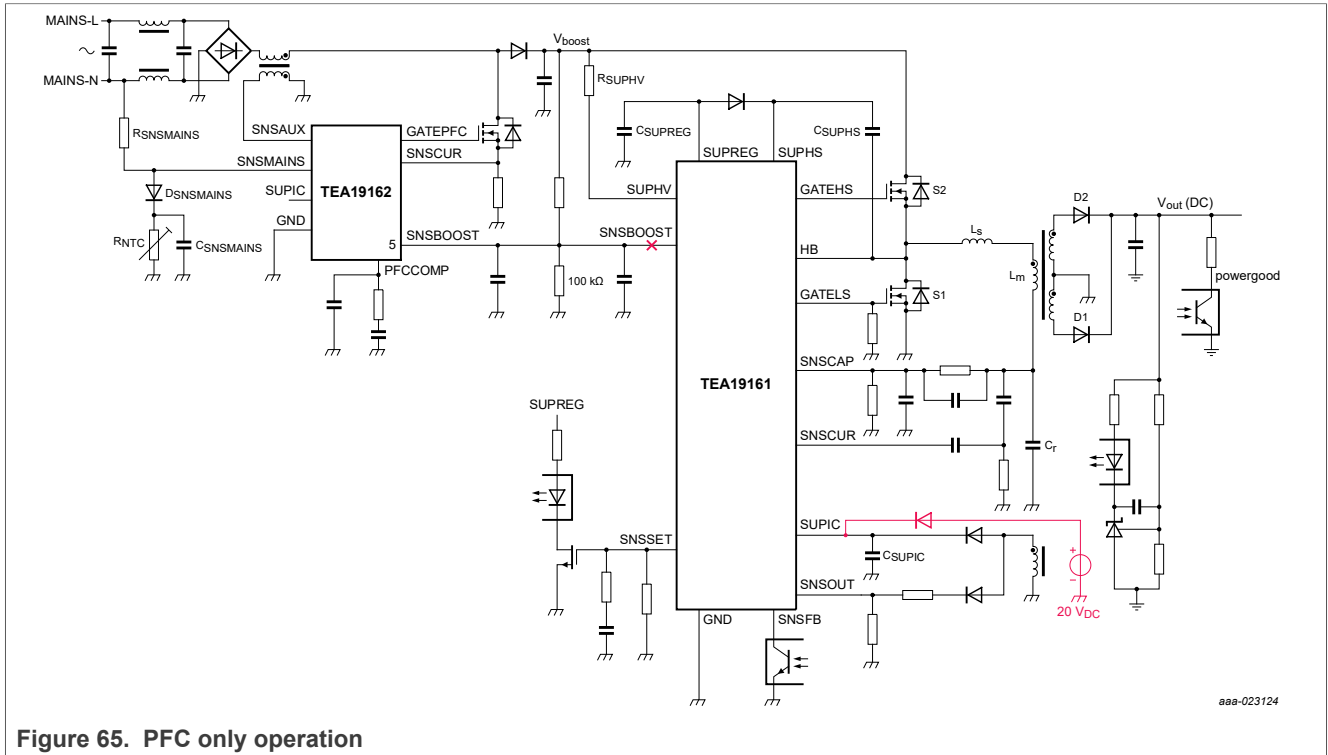 MAINS-L
MAINS-N
Vboost
RSUPHV
RSNSMAINS
SNSAUX
GATEPFC
CSUPREG
CSUPHS
SUPREG
SUPHS
SNSMAINS
SNSCUR
DSNSMAINS
SUPIC
TEA19162
SUPHV
GATEHS
S2
D2
Vout (DC)
GND
RNTC
CSNSMAINS
5
SNSBOOST
SNSBOOST
Ls
HB
PFCCOMP
Lm
powergood
100 kΩ
GATELS
S1
D1
SNSCAP
TEA19161
SUPREG
SNSCUR
Cr
SUPIC
SNSSET
CSUPIC
SNSOUT
+
-
20 VDC
GND
SNSFB
aaa-023124
Figure 65. PFC only operation